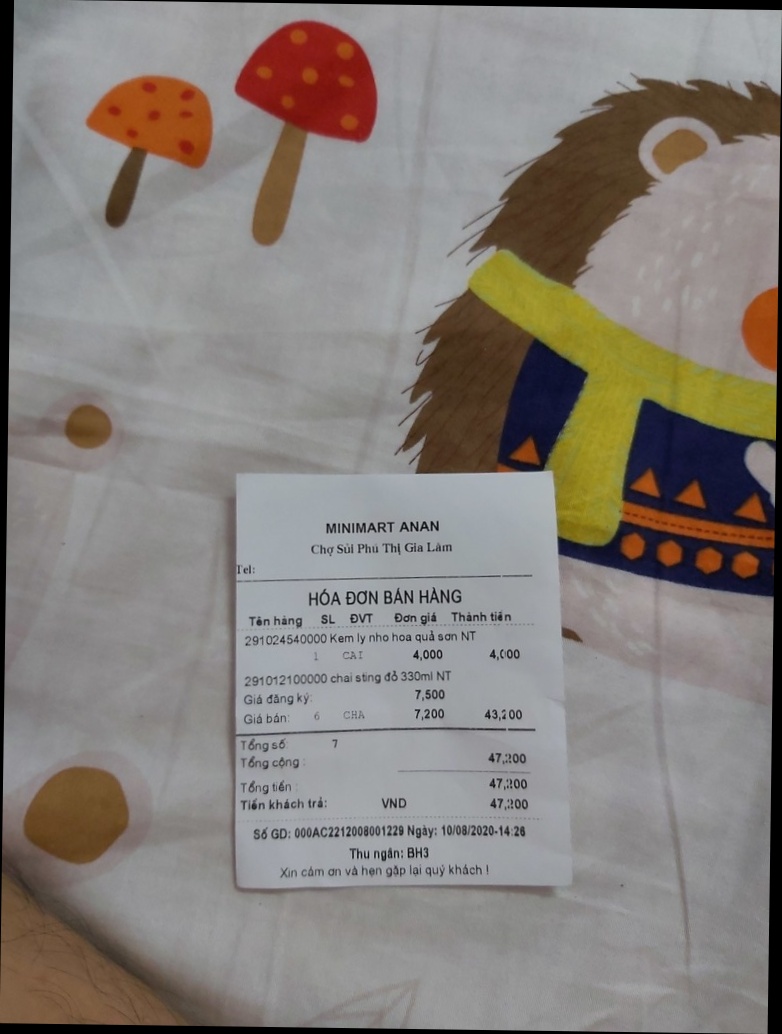 MINIMART ANAN
Chợ Sủi Phú Thị Gia Lâm
Tel:
HÓA ĐƠN BÁN HÀNG
Tên hàng SL ĐVT Đơn giá Thành tiền
291024540000 Kem ly nho hoa quả sơn NT
1 CAI 4,000 4,000
291012100000 chai sting đỏ 330ml NT
Giá đăng ký: 7,500
Giá bán: 6 CHA 7,200 43,200
Tổng số: 7
Tổng cộng : 47,200
Tổng tiền : 47,200
Tiền khách trả: VND 47,200
Số GD: 000AC2212008001229 Ngày: 10/08/2020-14:26
Thu ngân: BH3
Xin cảm ơn và hẹn gặp lại quý khách !